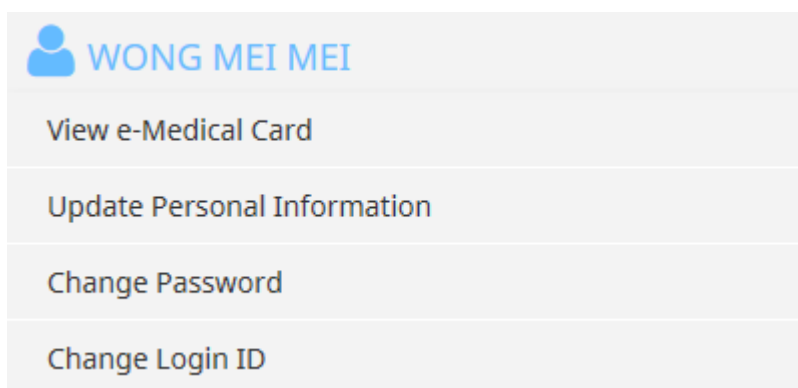 WONG MEI MEI
View e-Medical Card
Update Personal Information
Change Password
Change Login ID